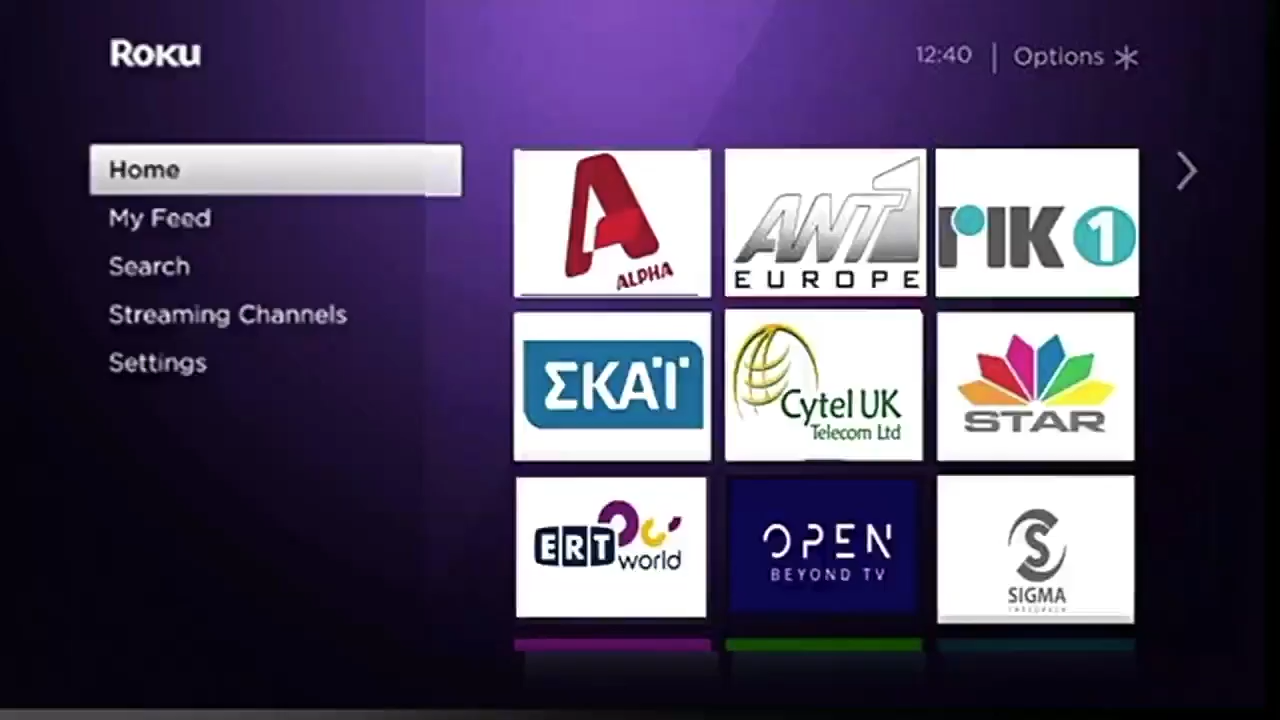 Roku
12:40 | Options
Home
My Feed
Search
Streaming Channels
Settings
ALPHA
ANT1
EUROPE
ΡΙΚ 1
ΣΚΑΪ
Cytel UK
Telecom Ltd
STAR
ERT
world
OPEN
BEYOND TV
SIGMA